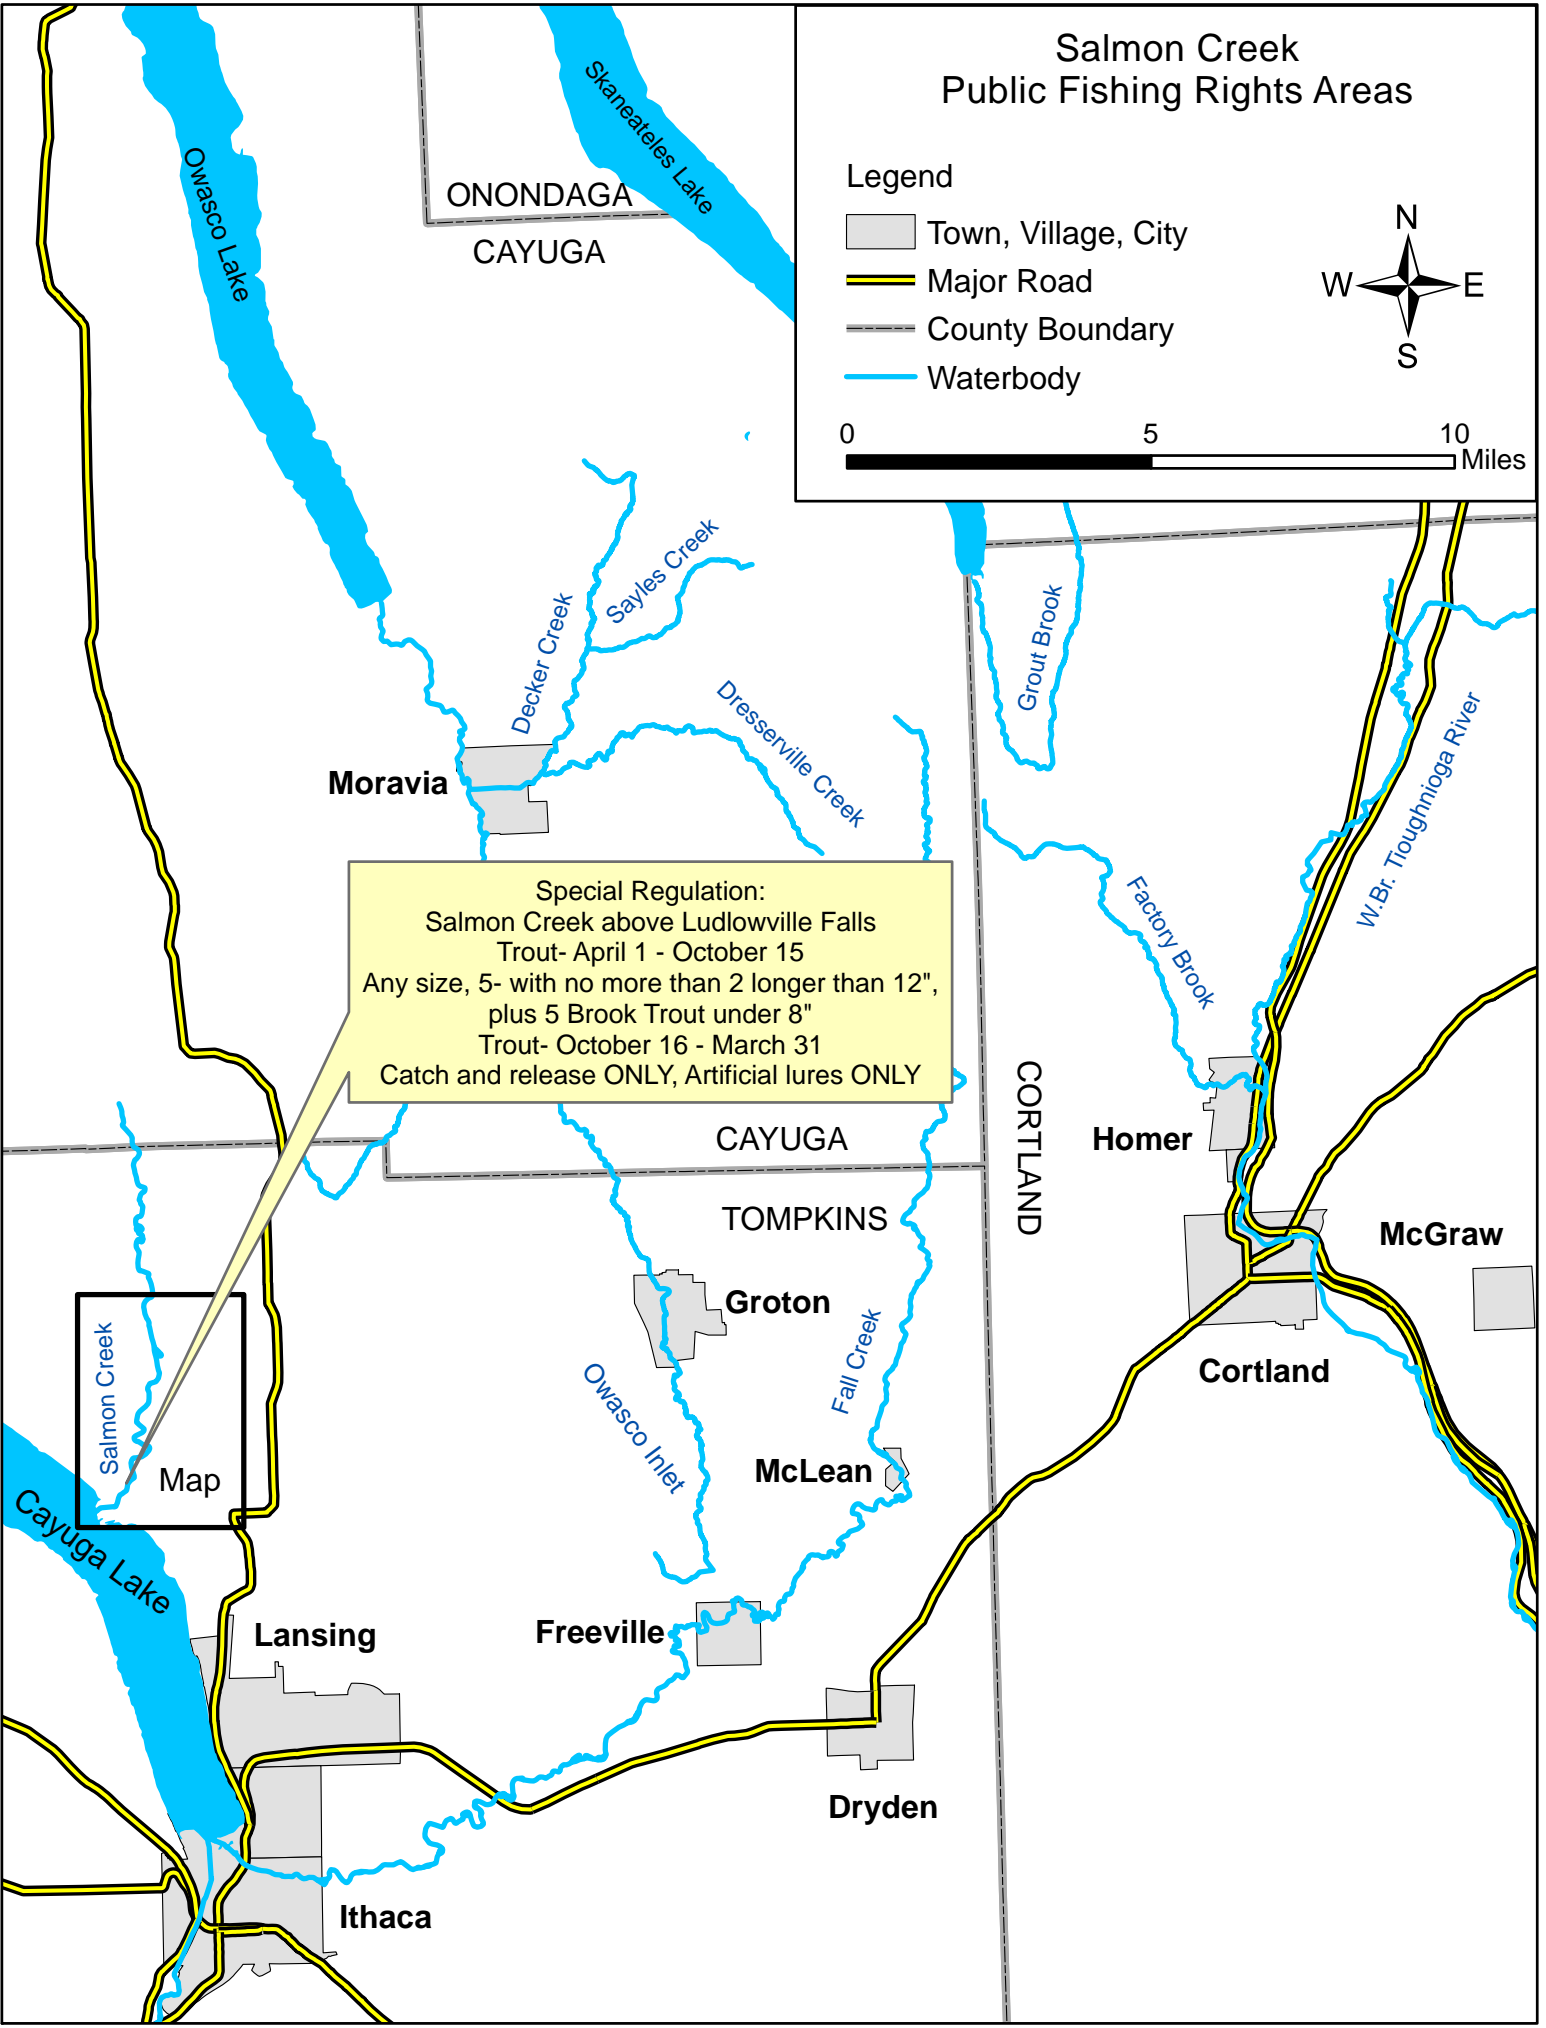 Salmon Creek
Public Fishing Rights Areas
Legend
Town, Village, City
Major Road
County Boundary
Waterbody
N
W
E
S
0
5
10
Miles
Owasco Lake
Skaneateles Lake
ONONDAGA
CAYUGA
Sayles Creek
Decker Creek
Grout Brook
Dresserville Creek
W.Br. Tioughnioga River
Moravia
Factory Brook
Special Regulation:
Salmon Creek above Ludlowville Falls
Trout- April 1 - October 15
Any size, 5- with no more than 2 longer than 12",
plus 5 Brook Trout under 8"
Trout- October 16 - March 31
Catch and release ONLY, Artificial lures ONLY
CAYUGA
CORTLAND
Homer
TOMPKINS
McGraw
Groton
Salmon Creek
Fall Creek
Cortland
Owasco Inlet
McLean
Map
Cayuga Lake
Lansing
Freeville
Dryden
Ithaca